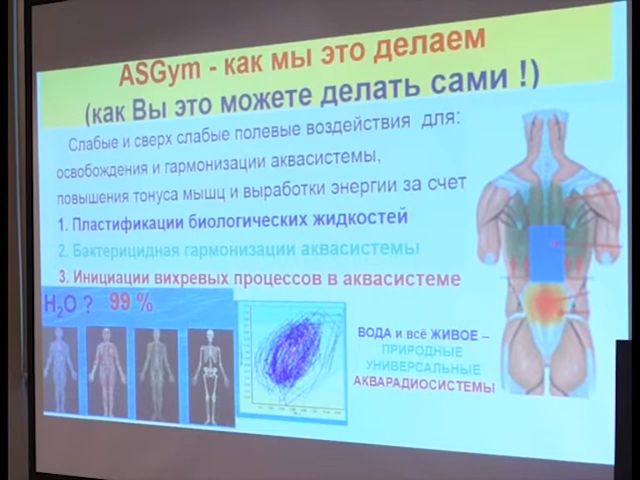 ASGym - как мы это делаем
(как Вы это можете делать сами !)
Слабые и сверх слабые полевые воздействия для:
освобождения и гармонизации аквасистемы,
повышения тонуса мышц и выработки энергии за счет
1. Пластификации биологических жидкостей
2. Бактерицидная гармонизации аквасистемы
3. Инициации вихревых процессов в аквасистеме
H₂O ? 99 %
ВОДА и всё ЖИВОЕ –
ПРИРОДНЫЕ
УНИВЕРСАЛЬНЫЕ
АКВАРАДИОСИСТЕМЫ